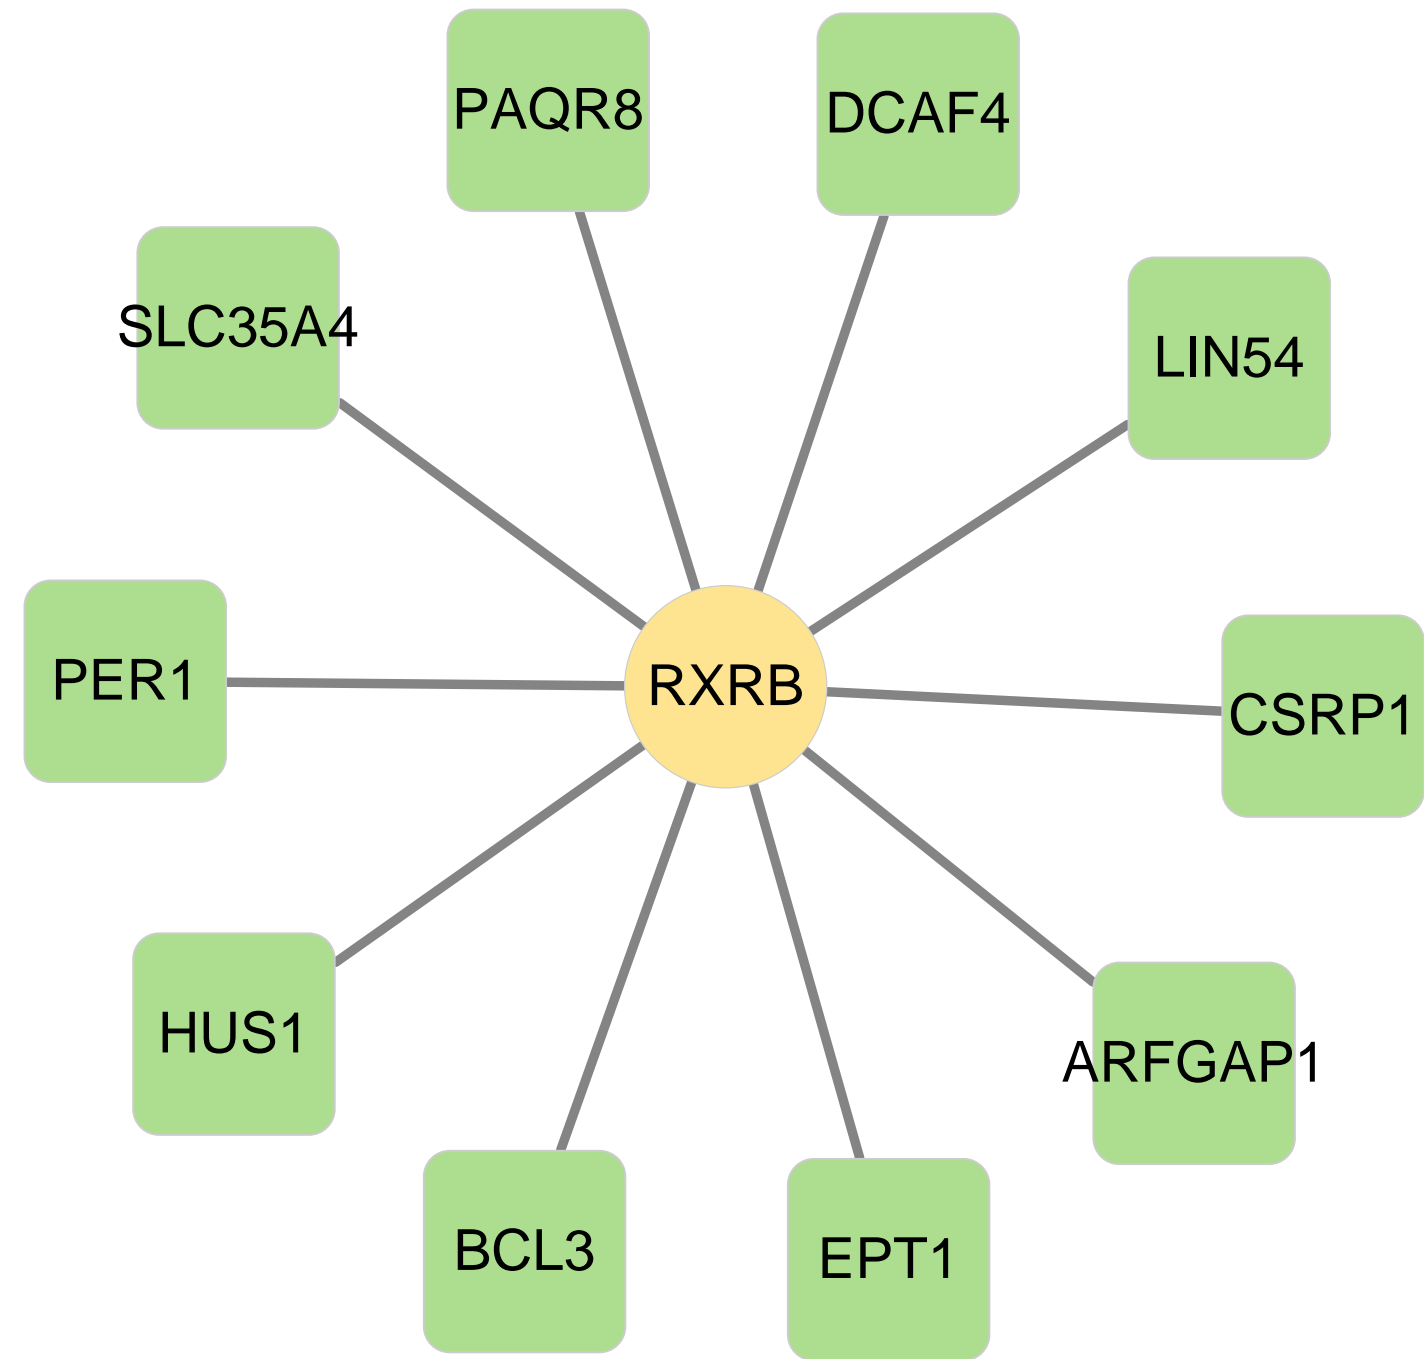 PAQR8
DCAF4
SLC35A4
LIN54
PER1
RXRB
CSRP1
HUS1
ARFGAP1
BCL3
EPT1